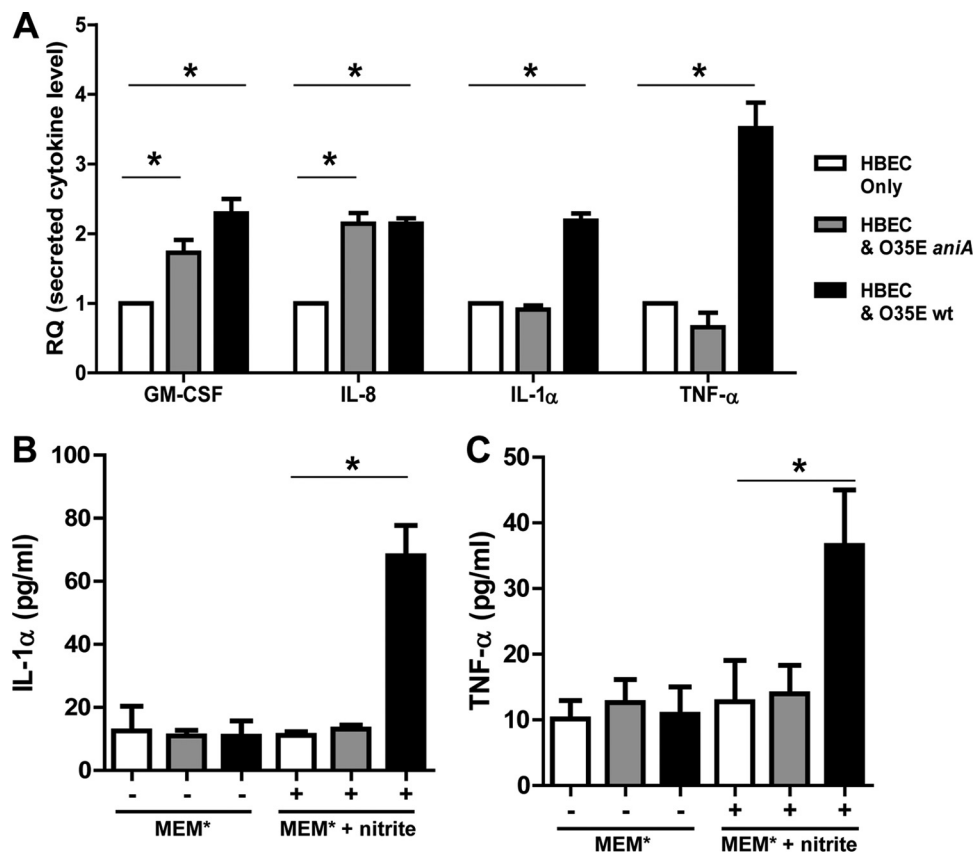 A
RQ (secreted cytokine level)
5
4
3
2
1
0
* * * *
* *
GM-CSF IL-8 IL-1α TNF-α
HBEC
Only
HBEC
& O35E aniA
HBEC
& O35E wt
B
IL-1α (pg/ml)
100
80
60
40
20
0
*
- - - + + +
MEM* MEM* + nitrite
C
TNF-α (pg/ml)
50
40
30
20
10
0
*
- - - + + +
MEM* MEM* + nitrite